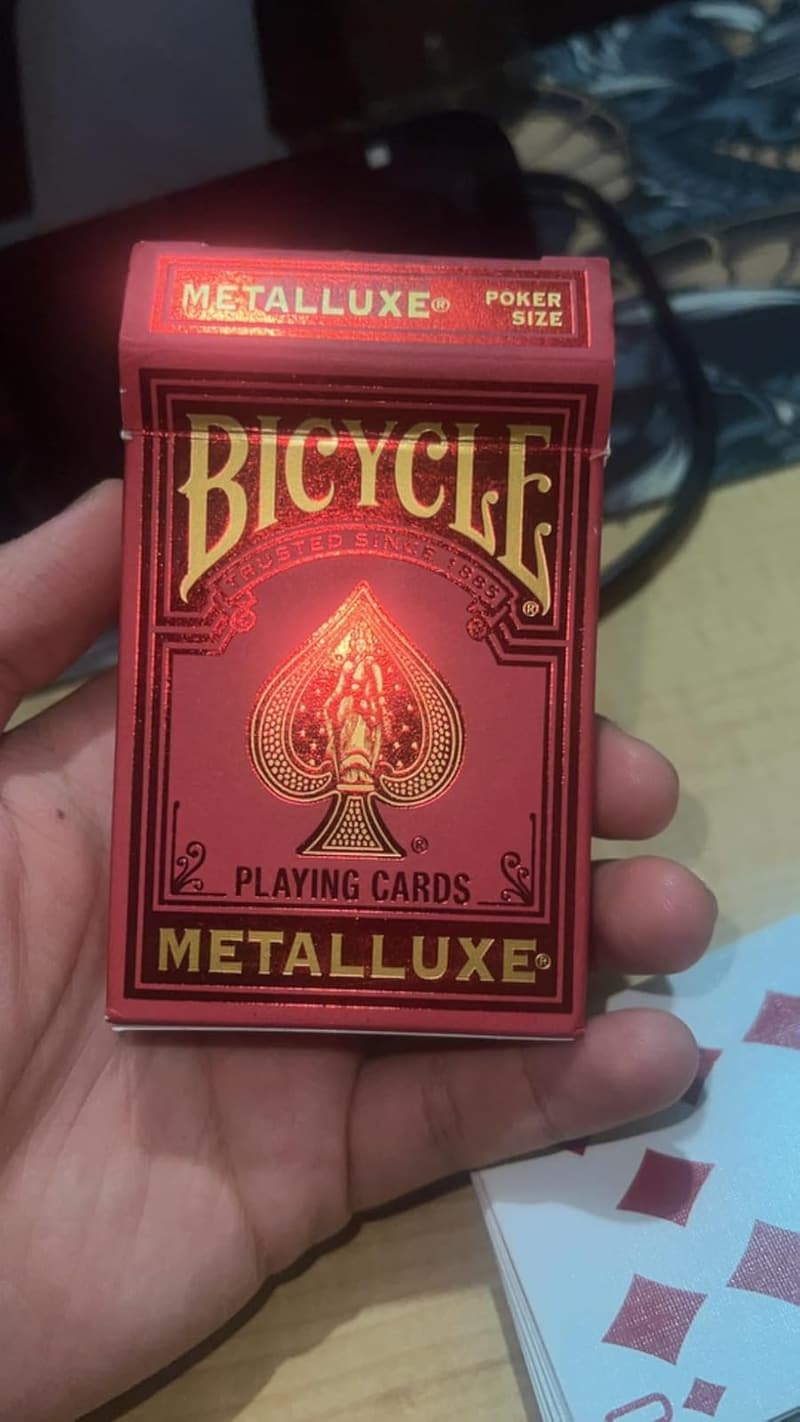 METALLUXE® POKER
SIZE
BICYCLE®
TRUSTED SINCE 1885
®
PLAYING CARDS
METALLUXE®